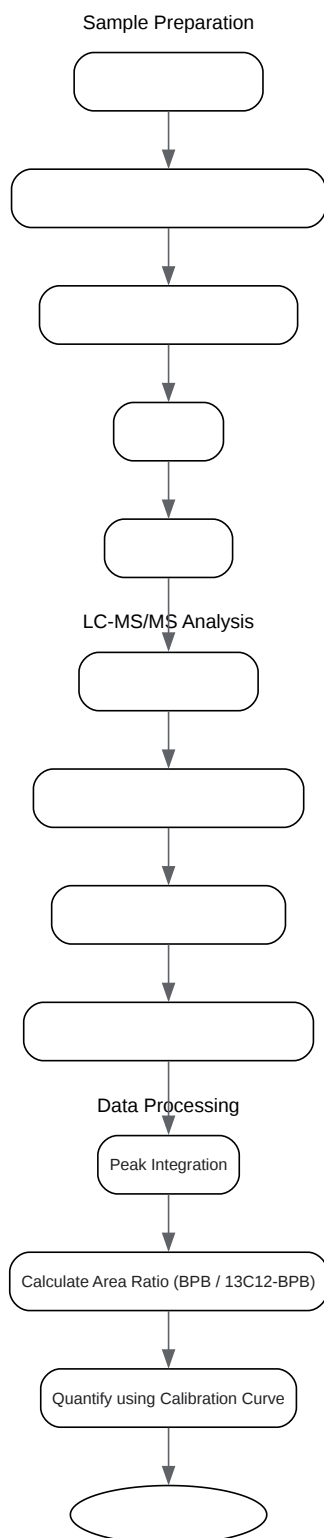 Sample Preparation
LC-MS/MS Analysis
Data Processing
Peak Integration
Calculate Area Ratio (BPB / 13C12-BPB)
Quantify using Calibration Curve